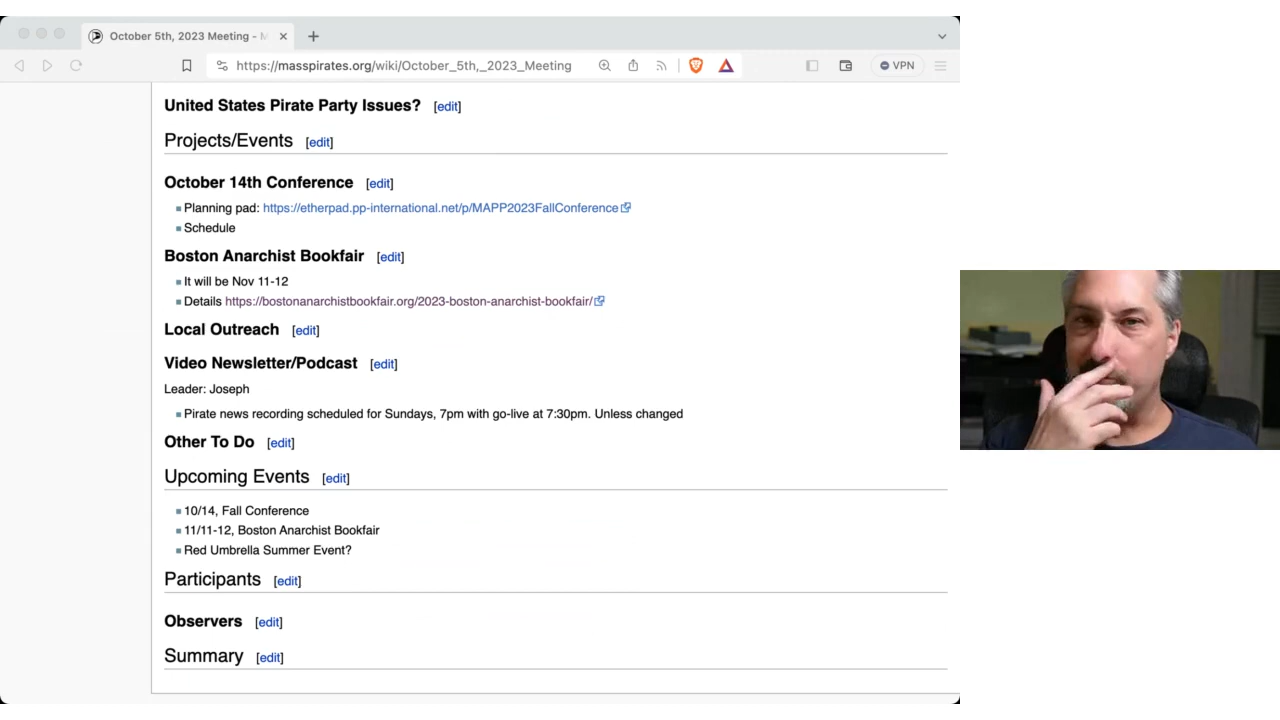 October 5th, 2023 Meeting - M
https://masspirates.org/wiki/October_5th,_2023_Meeting
VPN
United States Pirate Party Issues? [edit]
Projects/Events [edit]
October 14th Conference [edit]
Planning pad: https://etherpad.pp-international.net/p/MAPP2023FallConference
Schedule
Boston Anarchist Bookfair [edit]
It will be Nov 11-12
Details https://bostonanarchistbookfair.org/2023-boston-anarchist-bookfair/
Local Outreach [edit]
Video Newsletter/Podcast [edit]
Leader: Joseph
Pirate news recording scheduled for Sundays, 7pm with go-live at 7:30pm. Unless changed
Other To Do [edit]
Upcoming Events [edit]
10/14, Fall Conference
11/11-12, Boston Anarchist Bookfair
Red Umbrella Summer Event?
Participants [edit]
Observers [edit]
Summary [edit]